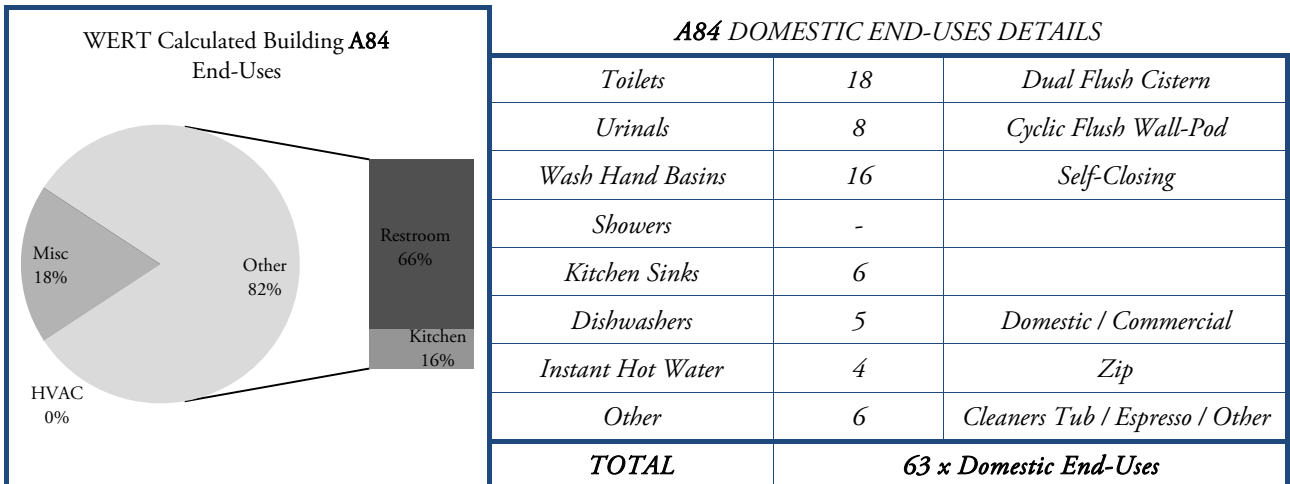 WERT Calculated Building A84
End-Uses
Misc
18%
Other
82%
HVAC
0%
Restroom
66%
Kitchen
16%
A84 DOMESTIC END-USES DETAILS
Toilets 18 Dual Flush Cistern
Urinals 8 Cyclic Flush Wall-Pod
Wash Hand Basins 16 Self-Closing
Showers -
Kitchen Sinks 6
Dishwashers 5 Domestic / Commercial
Instant Hot Water 4 Zip
Other 6 Cleaners Tub / Espresso / Other
TOTAL 63 x Domestic End-Uses